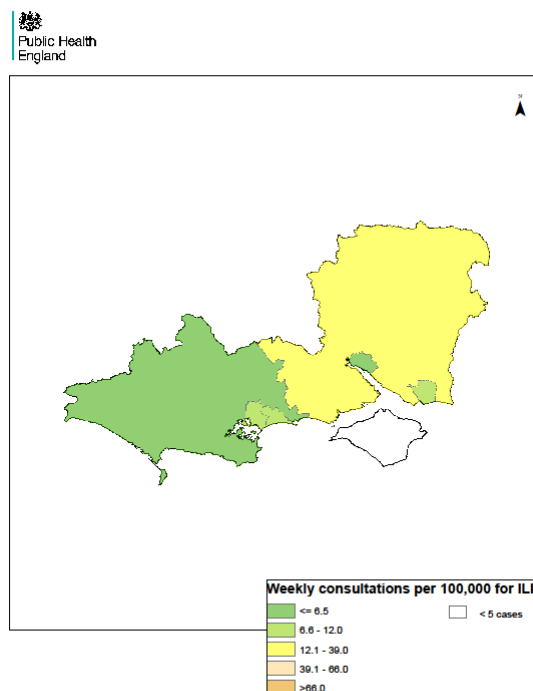 Public Health
England
N
Weekly consultations per 100,000 for ILI
<= 6.5
< 5 cases
6.6 - 12.0
12.1 - 39.0
39.1 - 66.0
>66.0